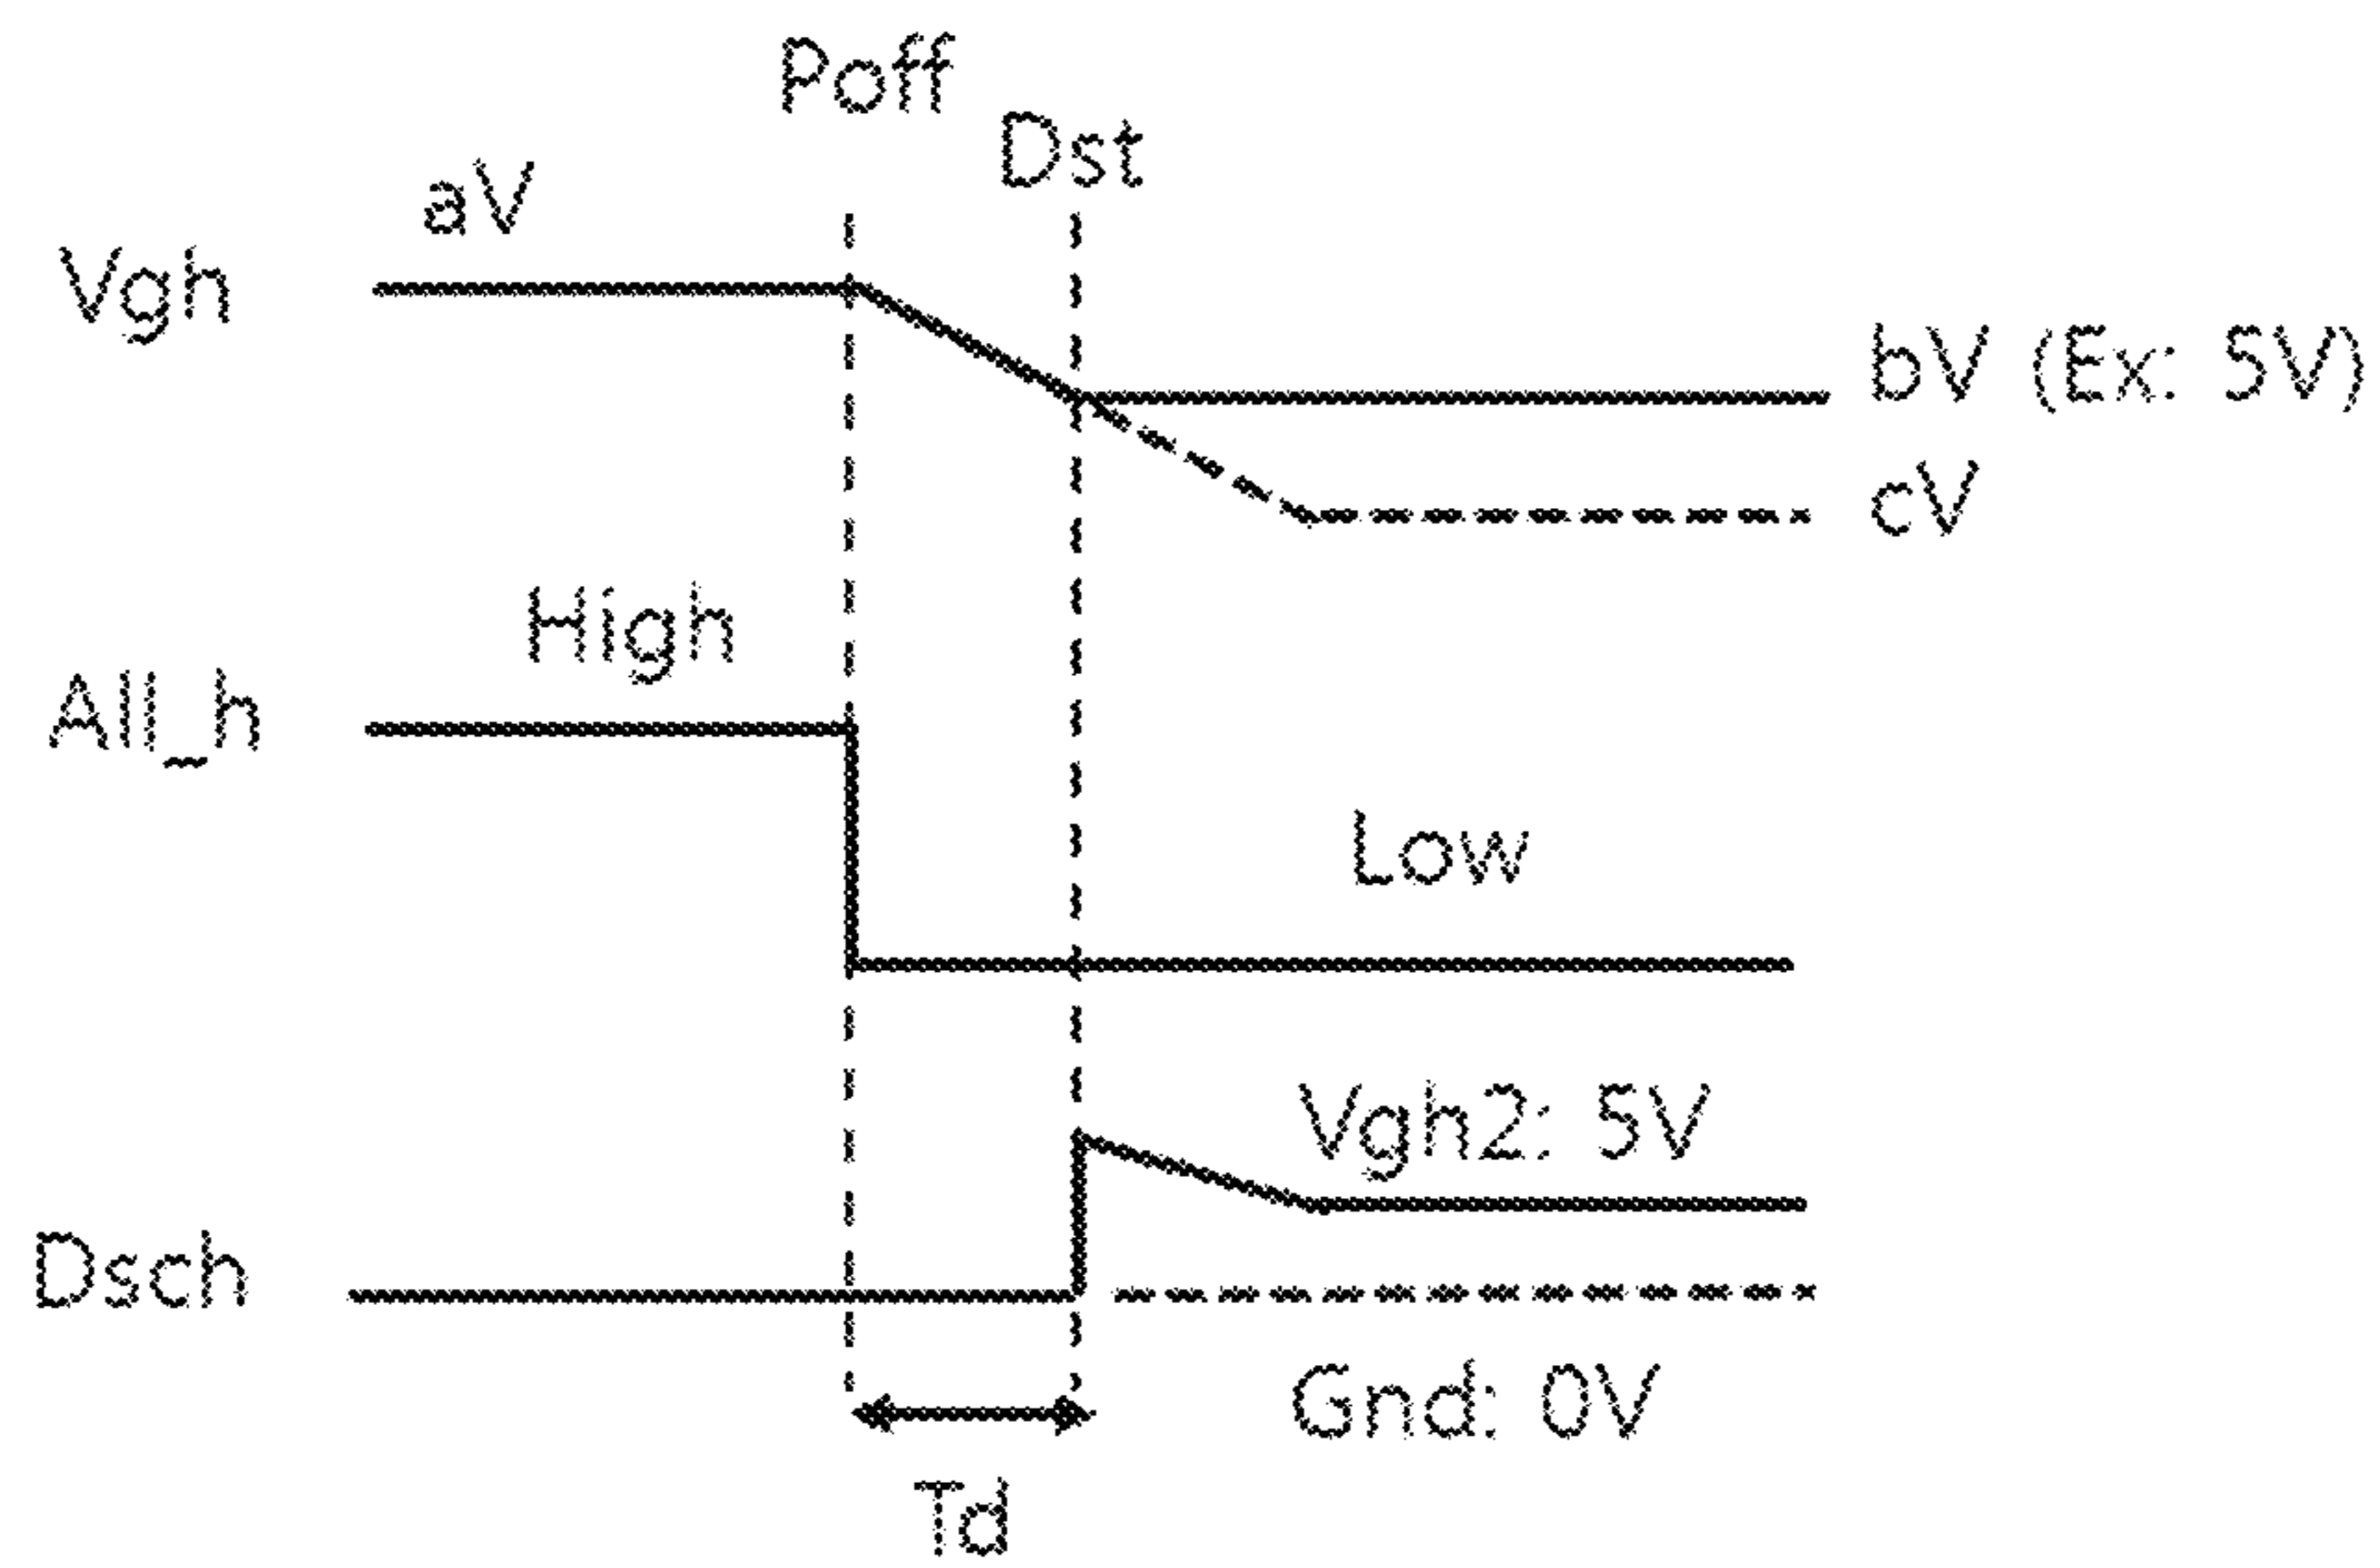 Poff
Dst
aV
Vgh
bV (Ex: 5V)
cV
High
All_h
Low
Vgh2: 5V
Dsch
Gnd: 0V
Td